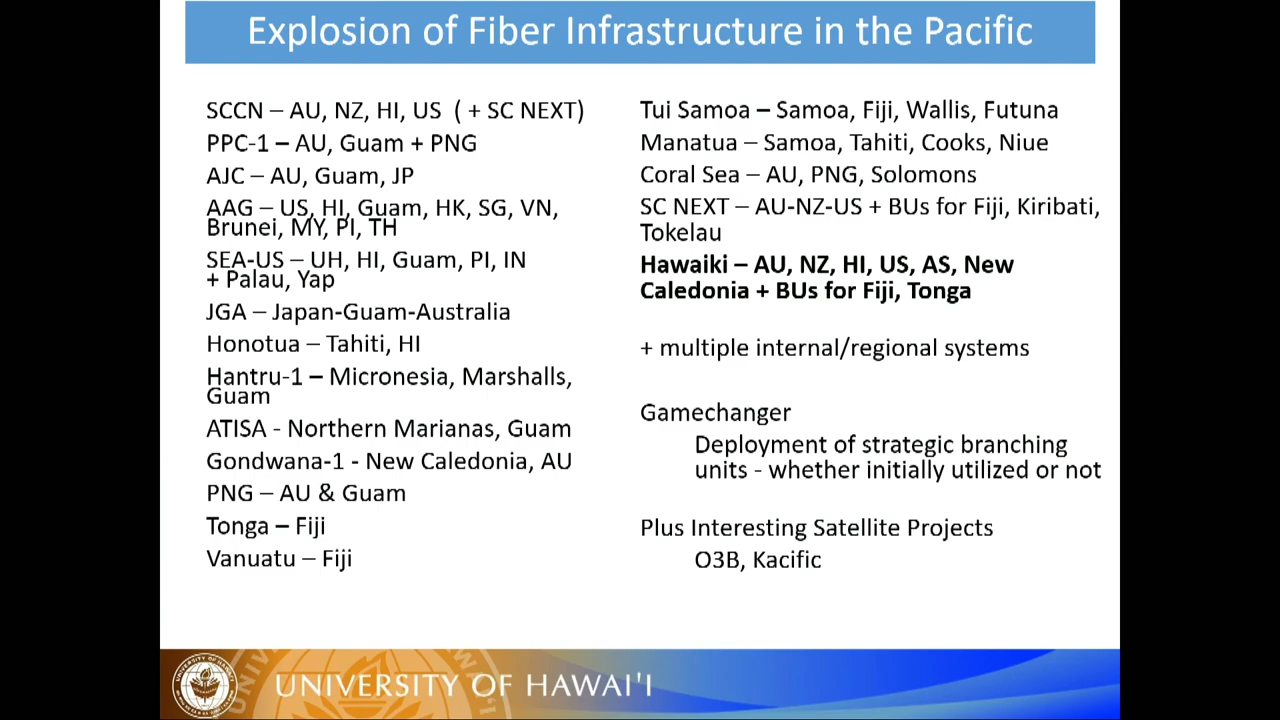 Explosion of Fiber Infrastructure in the Pacific
SCCN – AU, NZ, HI, US ( + SC NEXT)
PPC-1 – AU, Guam + PNG
AJC – AU, Guam, JP
AAG – US, HI, Guam, HK, SG, VN,
Brunei, MY, PI, TH
SEA-US – UH, HI, Guam, PI, IN
+ Palau, Yap
JGA – Japan-Guam-Australia
Honotua – Tahiti, HI
Hantru-1 – Micronesia, Marshalls,
Guam
ATISA - Northern Marianas, Guam
Gondwana-1 - New Caledonia, AU
PNG – AU & Guam
Tonga – Fiji
Vanuatu – Fiji
Tui Samoa – Samoa, Fiji, Wallis, Futuna
Manatua – Samoa, Tahiti, Cooks, Niue
Coral Sea – AU, PNG, Solomons
SC NEXT – AU-NZ-US + BUs for Fiji, Kiribati,
Tokelau
Hawaiki – AU, NZ, HI, US, AS, New
Caledonia + BUs for Fiji, Tonga
+ multiple internal/regional systems
Gamechanger
Deployment of strategic branching
units - whether initially utilized or not
Plus Interesting Satellite Projects
O3B, Kacific
UNIVERSITY OF HAWAI'I